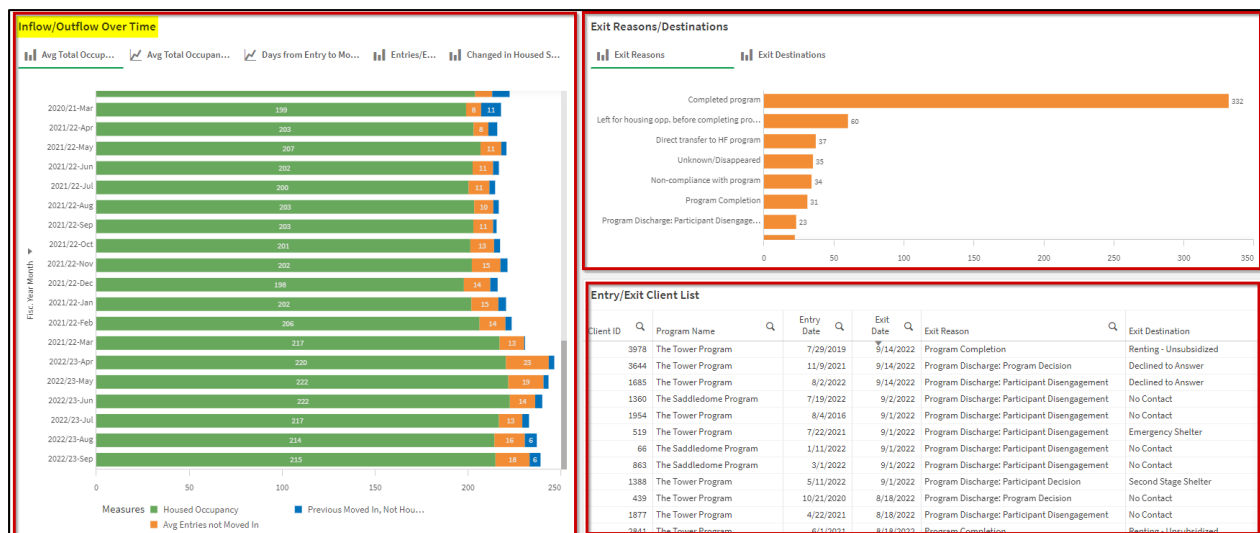 Inflow/Outflow Over Time
Avg Total Occup... Avg Total Occupan... Days from Entry to Mo... Entries/E... Changed in Housed S...
Fisc. Year Month
2020/21-Mar 199 8 11
2021/22-Apr 203 8
2021/22-May 207 11
2021/22-Jun 202 11
2021/22-Jul 200 11
2021/22-Aug 203 10
2021/22-Sep 203 11
2021/22-Oct 201 13
2021/22-Nov 202 15
2021/22-Dec 198 14
2021/22-Jan 202 15
2021/22-Feb 206 14
2021/22-Mar 217 13
2022/23-Apr 220 23
2022/23-May 222 19
2022/23-Jun 222 14
2022/23-Jul 217 13
2022/23-Aug 214 16 6
2022/23-Sep 215 18 6
0 50 100 150 200 250
Measures Housed Occupancy Previous Moved In, Not Hou...
Avg Entries not Moved In
Exit Reasons/Destinations
Exit Reasons Exit Destinations
Completed program 332
Left for housing opp. before completing pro... 60
Direct transfer to HF program 37
Unknown/Disappeared 35
Non-compliance with program 34
Program Completion 31
Program Discharge: Participant Disengage... 23
0 50 100 150 200 250 300 350
Entry/Exit Client List
Client ID Program Name Entry Date Exit Date Exit Reason Exit Destination
3978 The Tower Program 7/29/2019 9/14/2022 Program Completion Renting - Unsubsidized
3644 The Tower Program 11/9/2021 9/14/2022 Program Discharge: Program Decision Declined to Answer
1685 The Tower Program 8/2/2022 9/14/2022 Program Discharge: Participant Disengagement Declined to Answer
1360 The Saddledome Program 7/19/2022 9/2/2022 Program Discharge: Participant Disengagement No Contact
1954 The Tower Program 8/4/2016 9/1/2022 Program Discharge: Participant Disengagement No Contact
519 The Tower Program 7/22/2021 9/1/2022 Program Discharge: Participant Disengagement Emergency Shelter
66 The Saddledome Program 1/11/2022 9/1/2022 Program Discharge: Participant Disengagement No Contact
863 The Saddledome Program 3/1/2022 9/1/2022 Program Discharge: Participant Disengagement No Contact
1388 The Tower Program 5/11/2022 9/1/2022 Program Discharge: Participant Decision Second Stage Shelter
439 The Tower Program 10/21/2020 8/18/2022 Program Discharge: Program Decision No Contact
1877 The Tower Program 4/22/2021 8/18/2022 Program Discharge: Participant Disengagement No Contact
2841 The Tower Program 6/1/2021 8/18/2022 Program Completion Renting - Unsubsidized